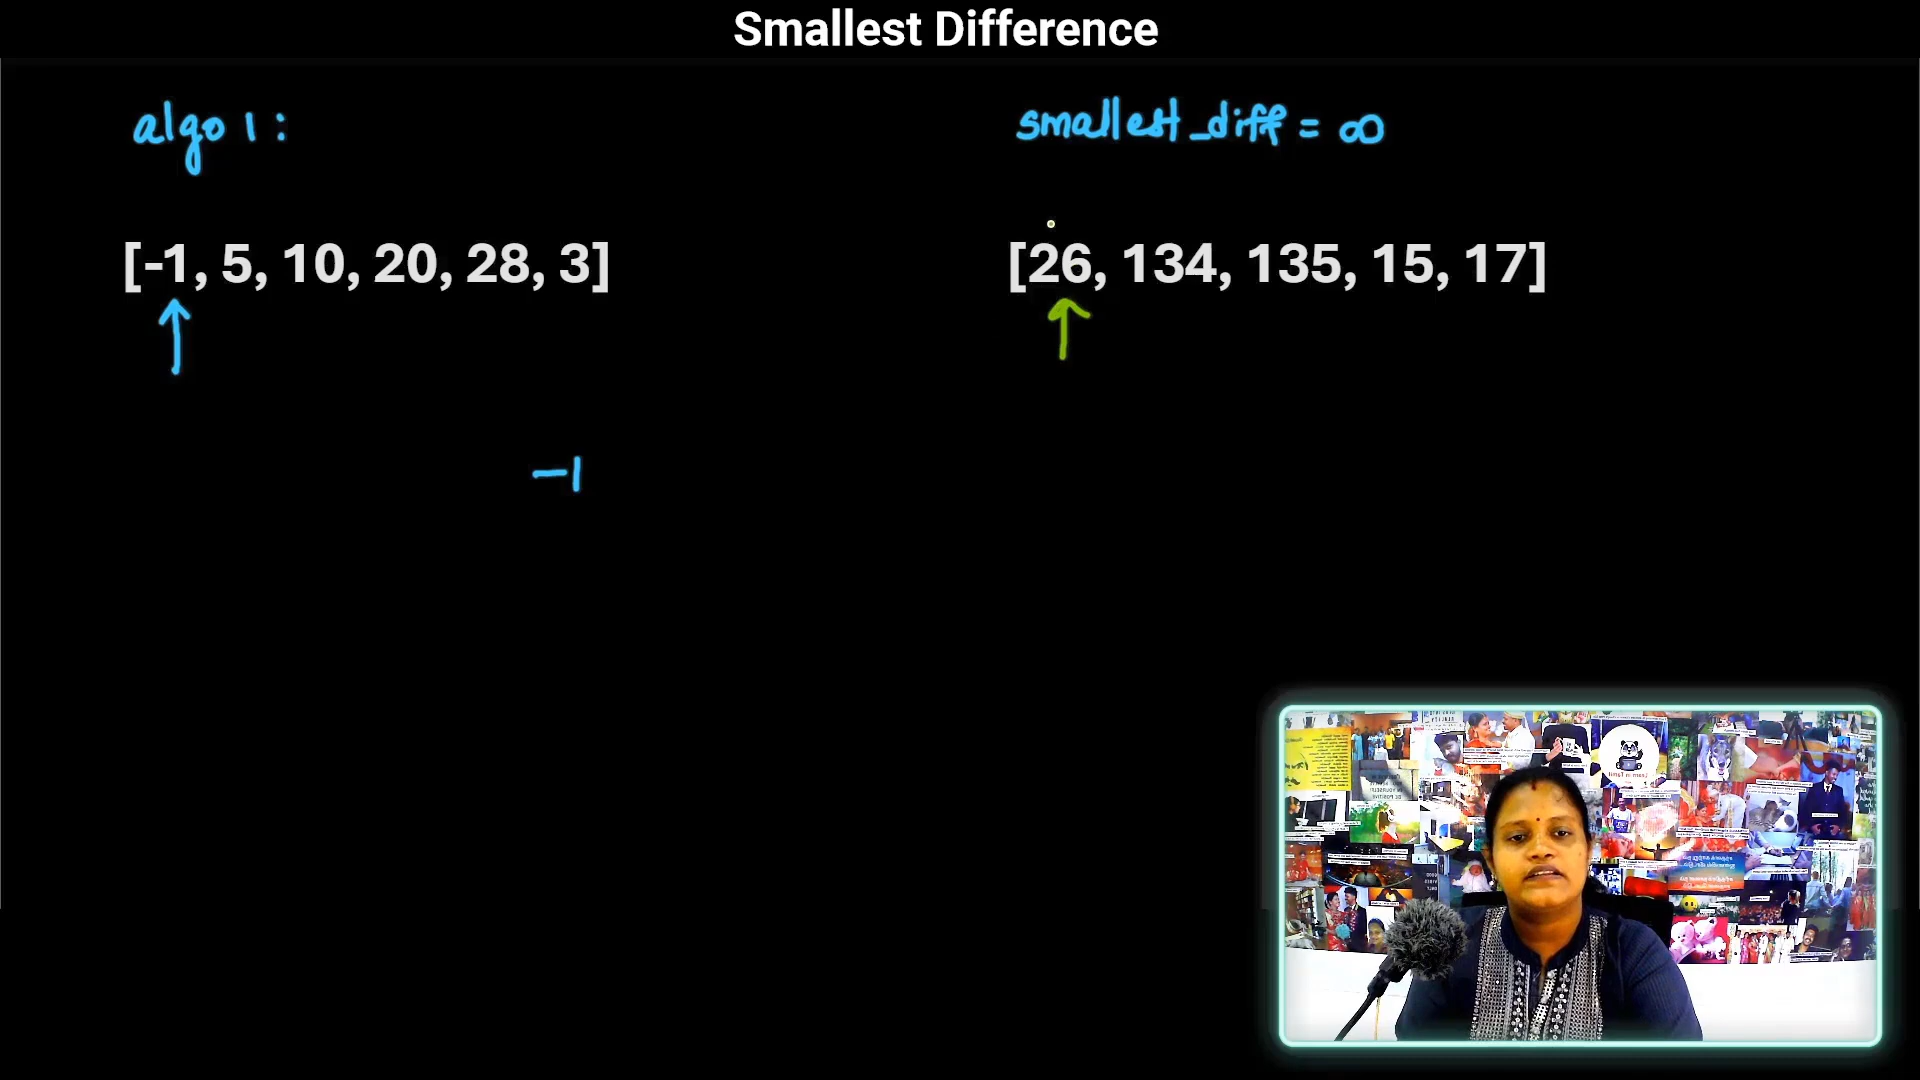 Smallest Difference
algo 1 :
smallest_diff = ∞
[-1, 5, 10, 20, 28, 3]
[26, 134, 135, 15, 17]
-1